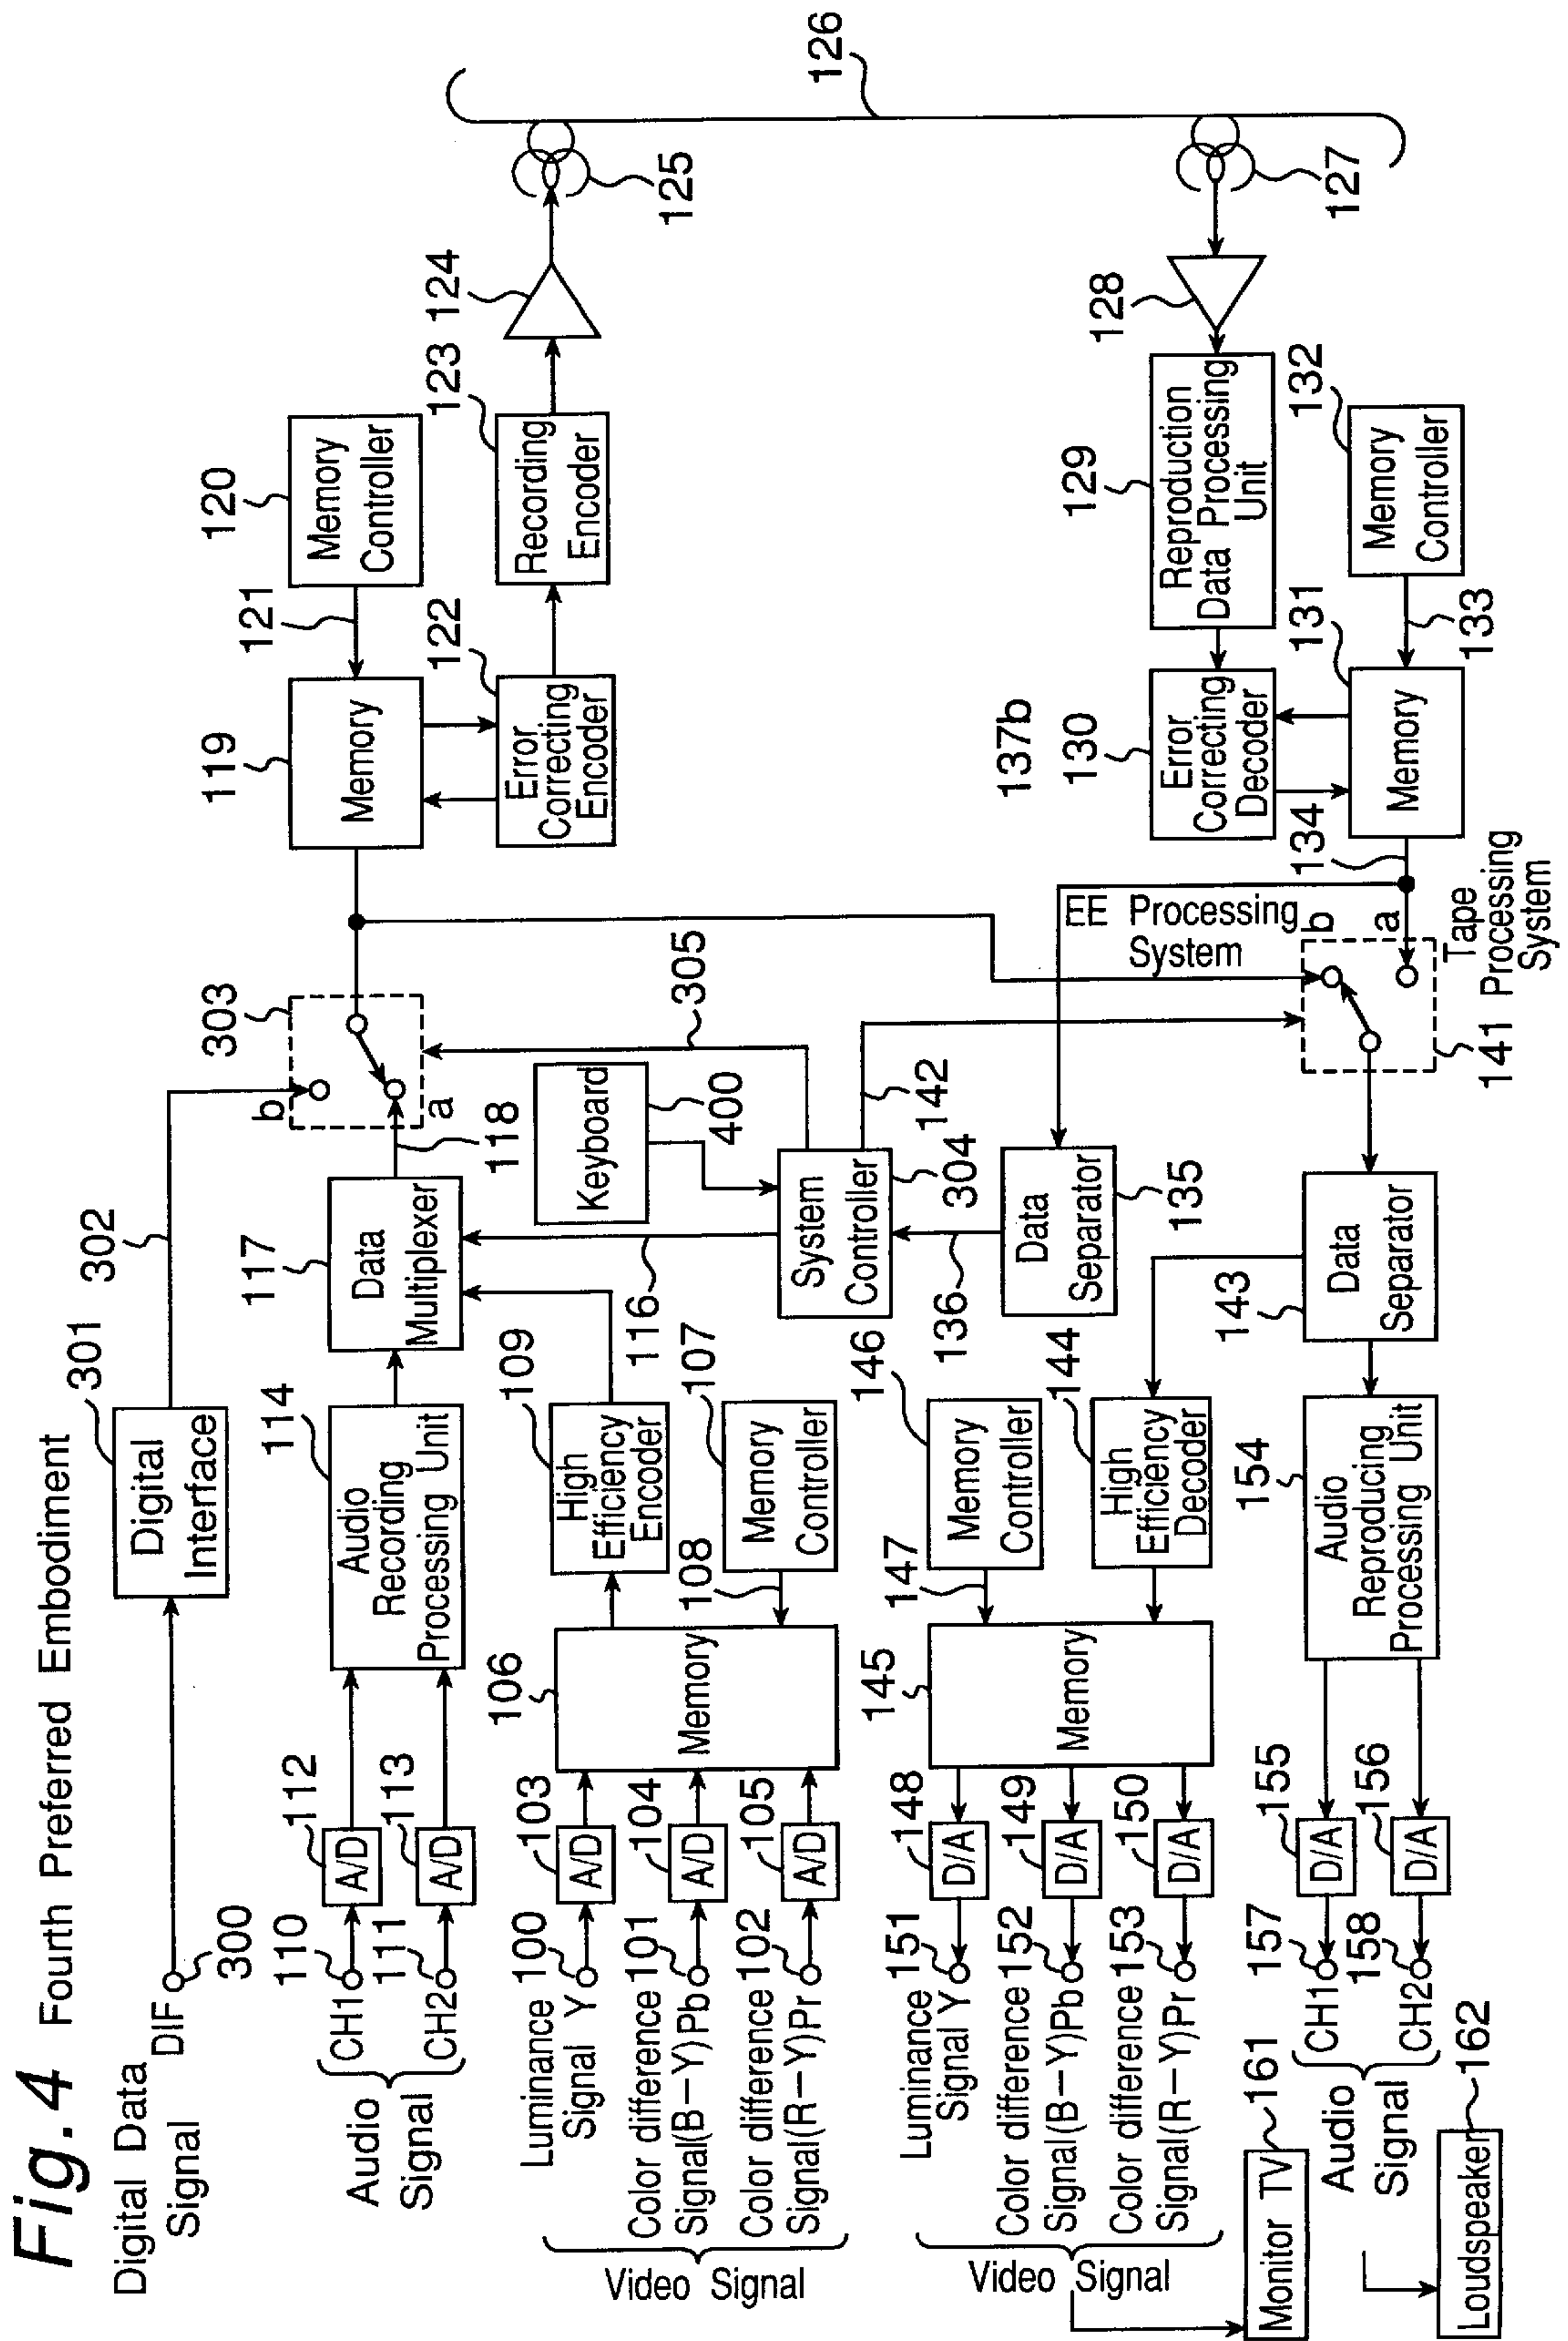 Fig. 4 Fourth Preferred Embodiment
Digital Data
Signal
DIF
300
301
Digital
Interface
302
b
303
a
Audio
Signal
CH1
110
CH2
111
112
A/D
113
A/D
114
Audio
Recording
Processing Unit
117
Data
Multiplexer
118
119
Memory
121
120
Memory
Controller
122
Error
Correcting
Encoder
123
Recording
Encoder
124
125
126
Video Signal
Luminance
Signal Y
100
Color difference
Signal(B-Y)Pb
101
Color difference
Signal(R-Y)Pr
102
103
A/D
104
A/D
105
A/D
106
Memory
108
109
High
Efficiency
Encoder
107
Memory
Controller
116
Keyboard
400
305
System
Controller
304
142
136
Data
Separator
135
EE Processing
System
137b
130
Error
Correcting
Decoder
129
Reproduction
Data Processing
Unit
128
127
134
131
Memory
133
132
Memory
Controller
b
a
141
Tape
Processing
System
Video Signal
Luminance
Signal Y
151
Color difference
Signal(B-Y)Pb
152
Color difference
Signal(R-Y)Pr
153
148
D/A
149
D/A
150
D/A
145
Memory
147
146
Memory
Controller
144
High
Efficiency
Decoder
143
Data
Separator
154
Audio
Reproducing
Processing Unit
155
D/A
156
D/A
157
CH1
158
CH2
Audio
Signal
Monitor TV
161
Loudspeaker
162